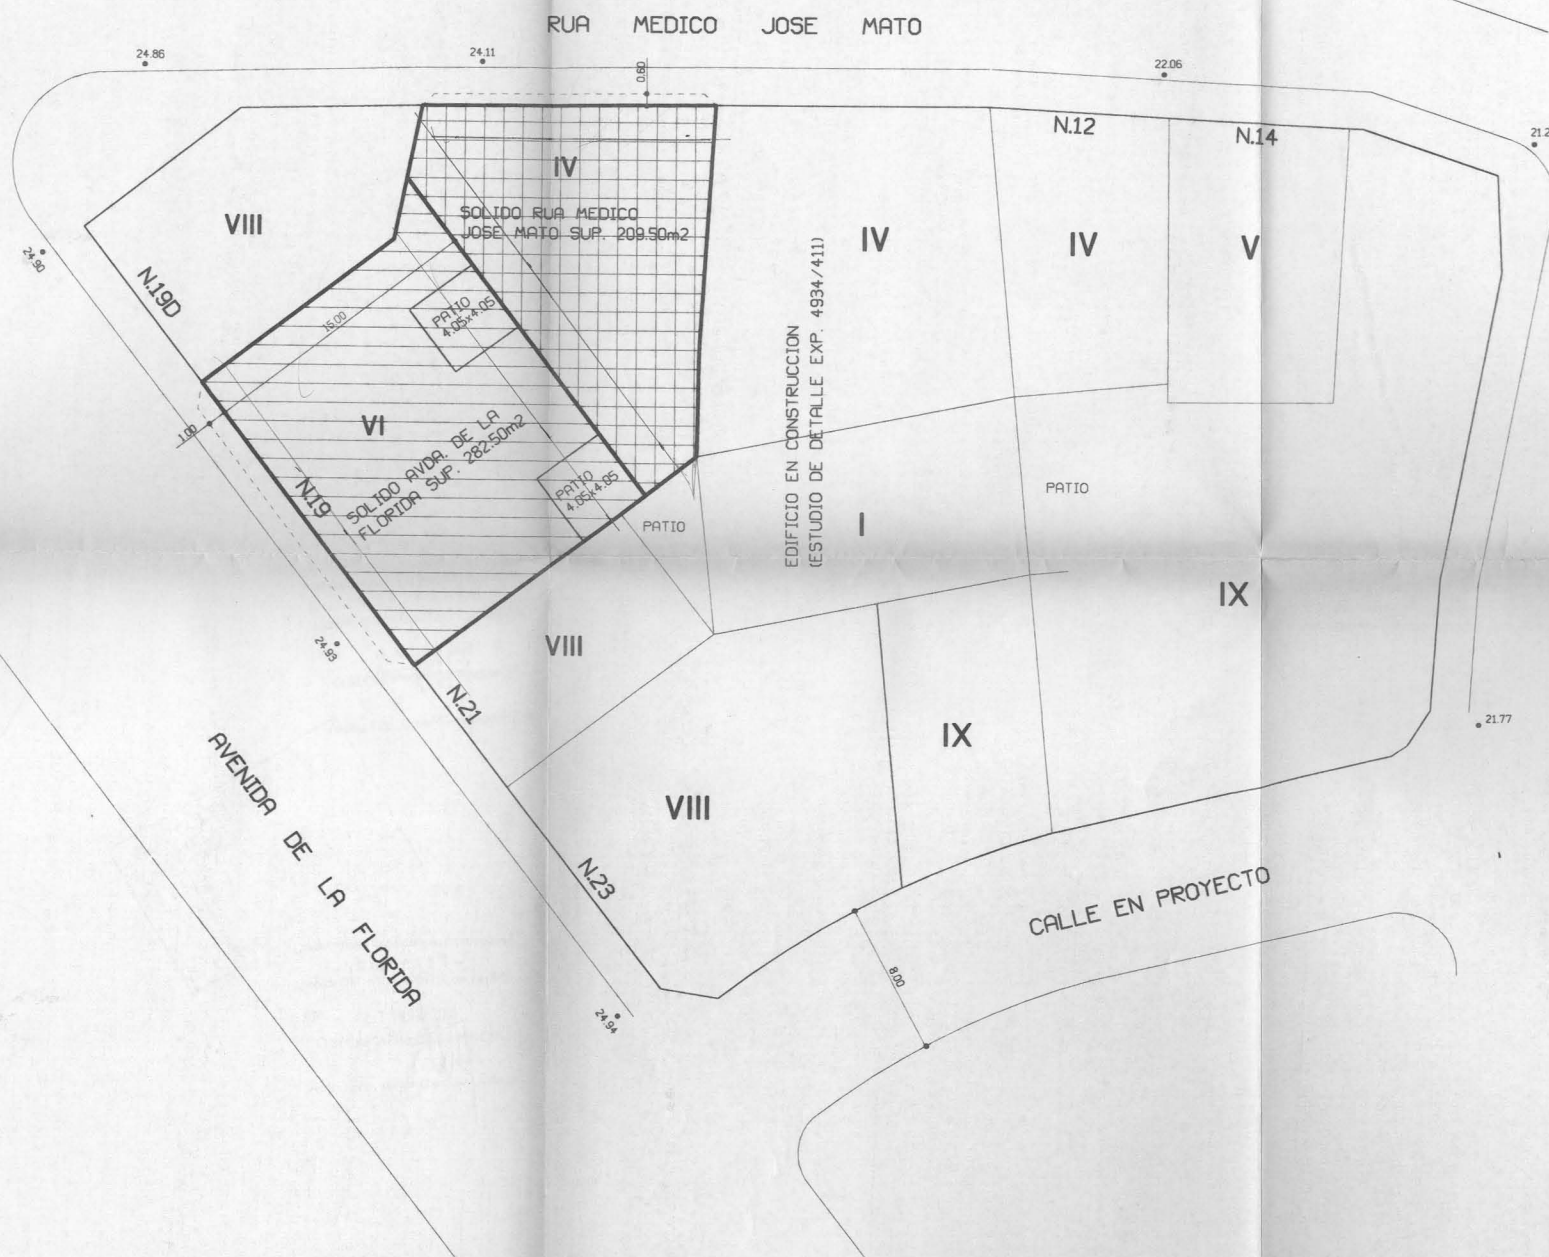 RUA MEDICO JOSE MATO
24.86
24.11
0.60
22.06
N.12
N.14
IV
VIII
SOLIDO RUA MEDICO
JOSE MATO SUP. 209.50m2
IV
IV
V
24.90
N.19D
PATIO
4.05x4.05
15.00
EDIFICIO EN CONSTRUCCION
(ESTUDIO DE DETALLE EXP. 4934/411)
1.00
VI
SOLIDO AVDA. DE LA
FLORIDA SUP. 282.50m2
N.19
PATIO
4.05x4.05
PATIO
PATIO
I
IX
24.93
VIII
N.21
21.77
IX
AVENIDA DE LA FLORIDA
VIII
N.23
CALLE EN PROYECTO
8.00
24.94